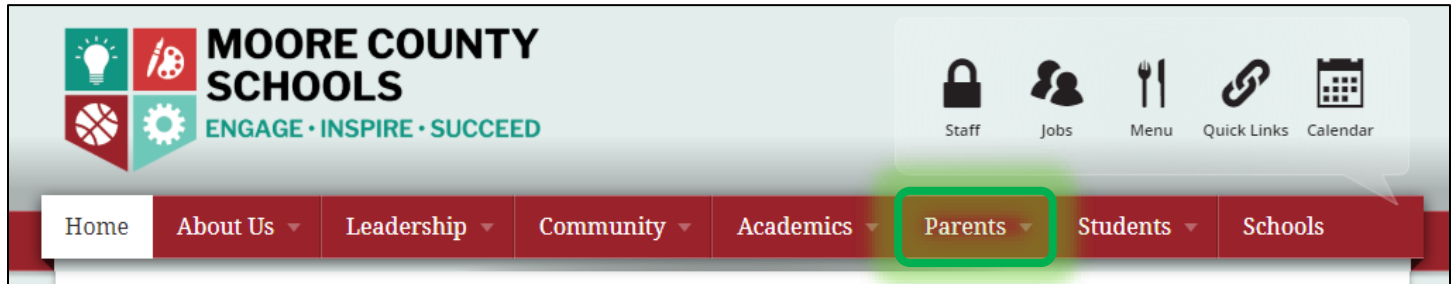 MOORE COUNTY
SCHOOLS
ENGAGE • INSPIRE • SUCCEED
Staff Jobs Menu Quick Links Calendar
Home About Us Leadership Community Academics Parents Students Schools